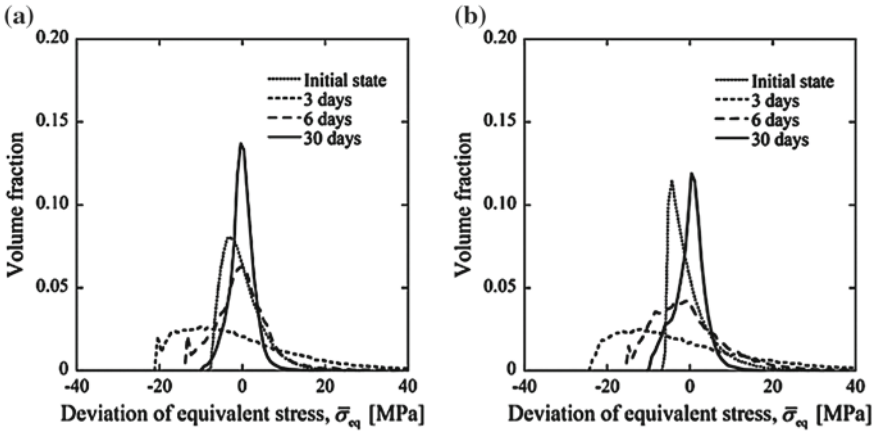 (a)
0.20
0.15
0.10
0.05
0
Volume fraction
Initial state
3 days
6 days
30 days
-40
-20
0
20
40
Deviation of equivalent stress, σ̅eq [MPa]
(b)
0.20
0.15
0.10
0.05
0
Volume fraction
Initial state
3 days
6 days
30 days
-40
-20
0
20
40
Deviation of equivalent stress, σ̅eq [MPa]